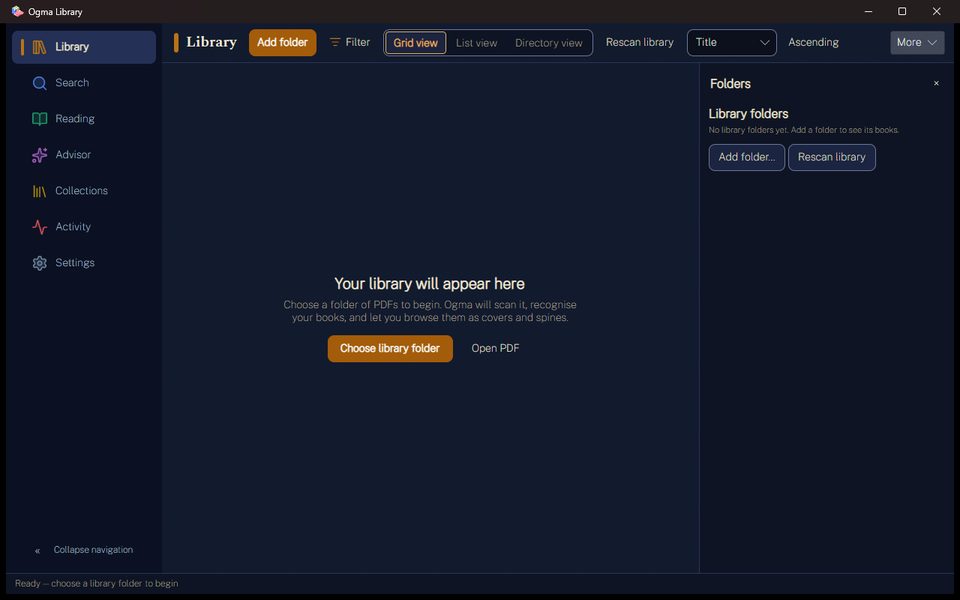 Ogma Library
Library
Search
Reading
Advisor
Collections
Activity
Settings
« Collapse navigation
Library
Add folder
Filter
Grid view
List view
Directory view
Rescan library
Title
Ascending
More
Your library will appear here
Choose a folder of PDFs to begin. Ogma will scan it, recognise
your books, and let you browse them as covers and spines.
Choose library folder
Open PDF
Folders
×
Library folders
No library folders yet. Add a folder to see its books.
Add folder...
Rescan library
Ready – choose a library folder to begin